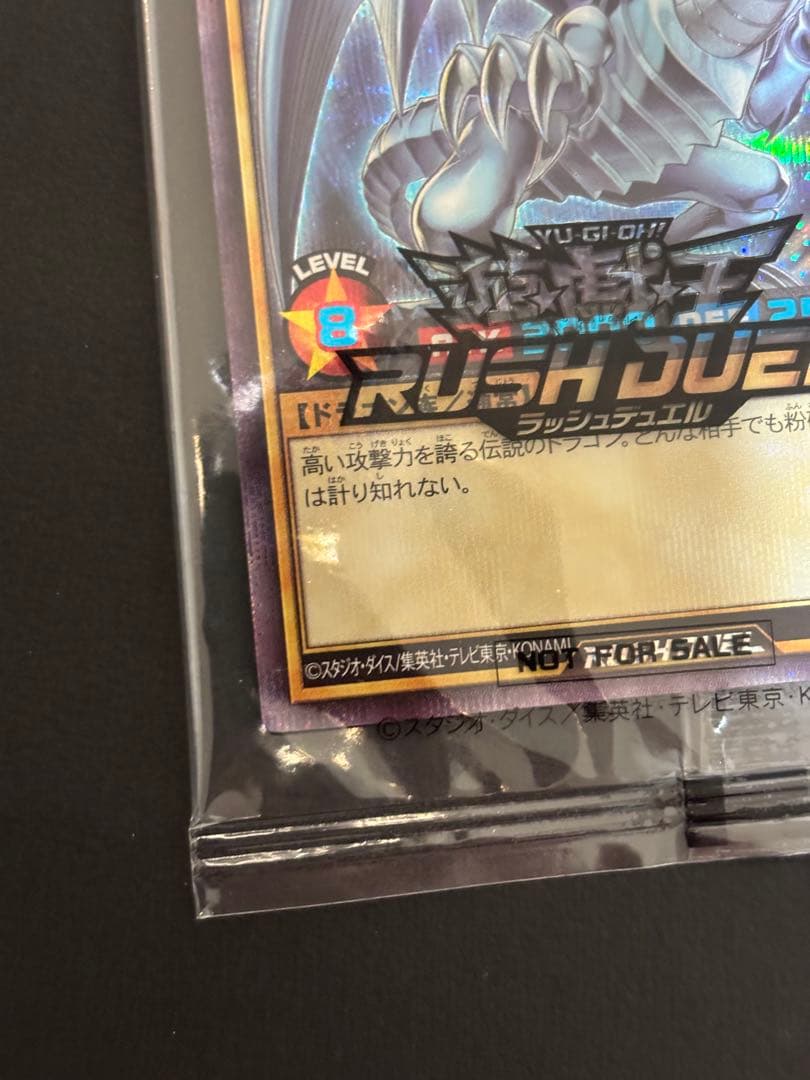 YU-GI-OH!
遊☆戯☆王
LEVEL
8
RUSH DUEL
ラッシュデュエル
高い攻撃力を誇る伝説のドラゴン。どんな相手でも粉
は計り知れない。
©スタジオ・ダイス/集英社・テレビ東京・KONAMI
NOT FOR SALE
©スタジオ・ダイス/集英社・テレビ東京・K